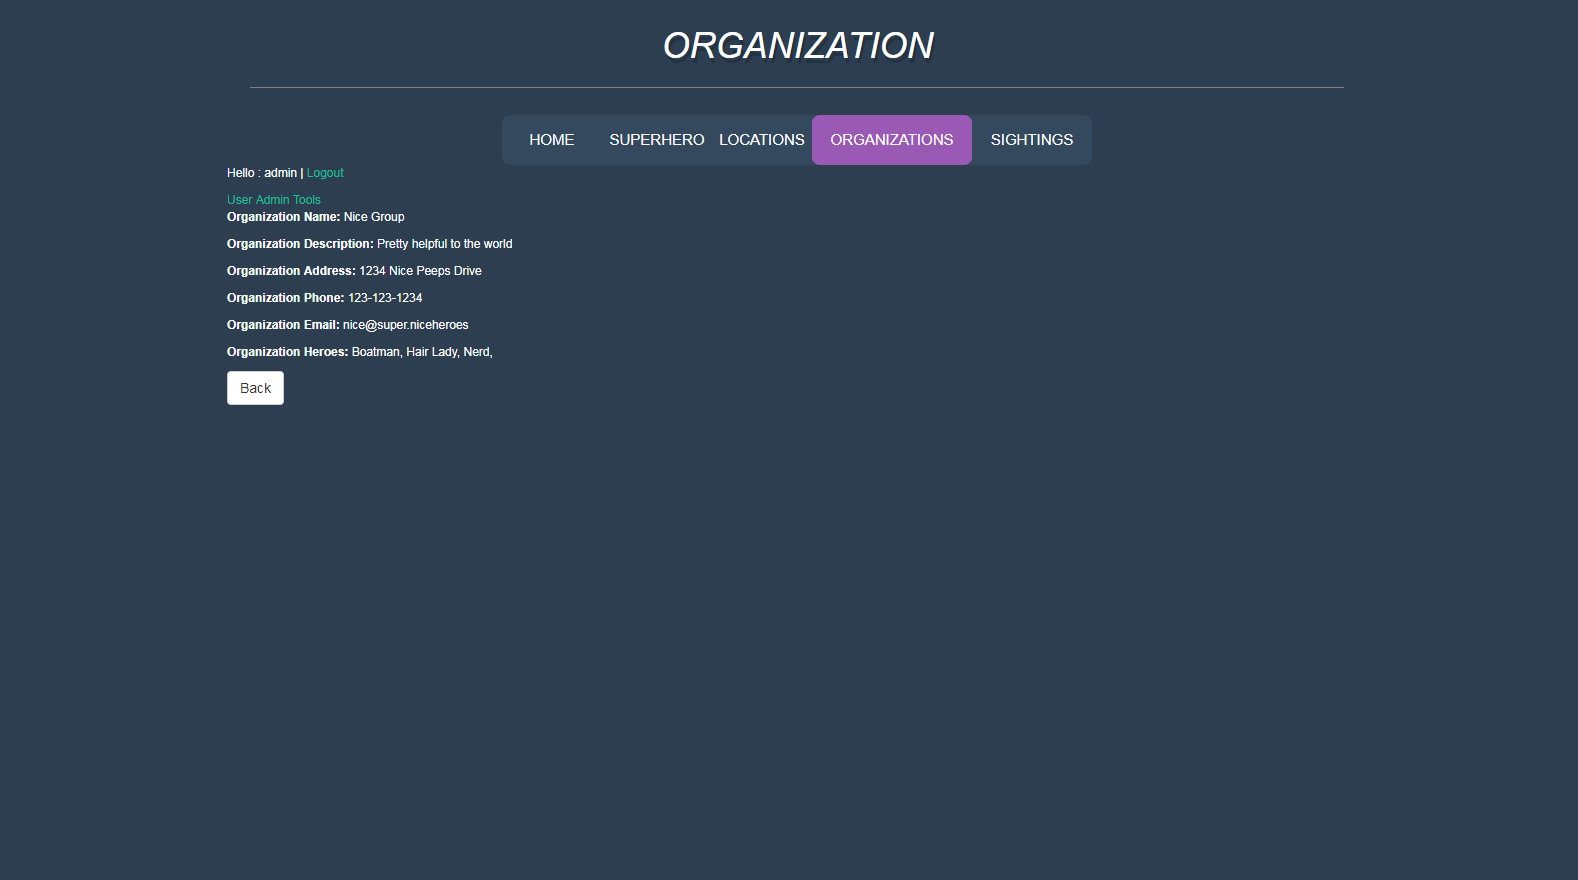 ORGANIZATION
HOME SUPERHERO LOCATIONS ORGANIZATIONS SIGHTINGS
Hello : admin | Logout
User Admin Tools
Organization Name: Nice Group
Organization Description: Pretty helpful to the world
Organization Address: 1234 Nice Peeps Drive
Organization Phone: 123-123-1234
Organization Email: nice@super.niceheroes
Organization Heroes: Boatman, Hair Lady, Nerd,
Back